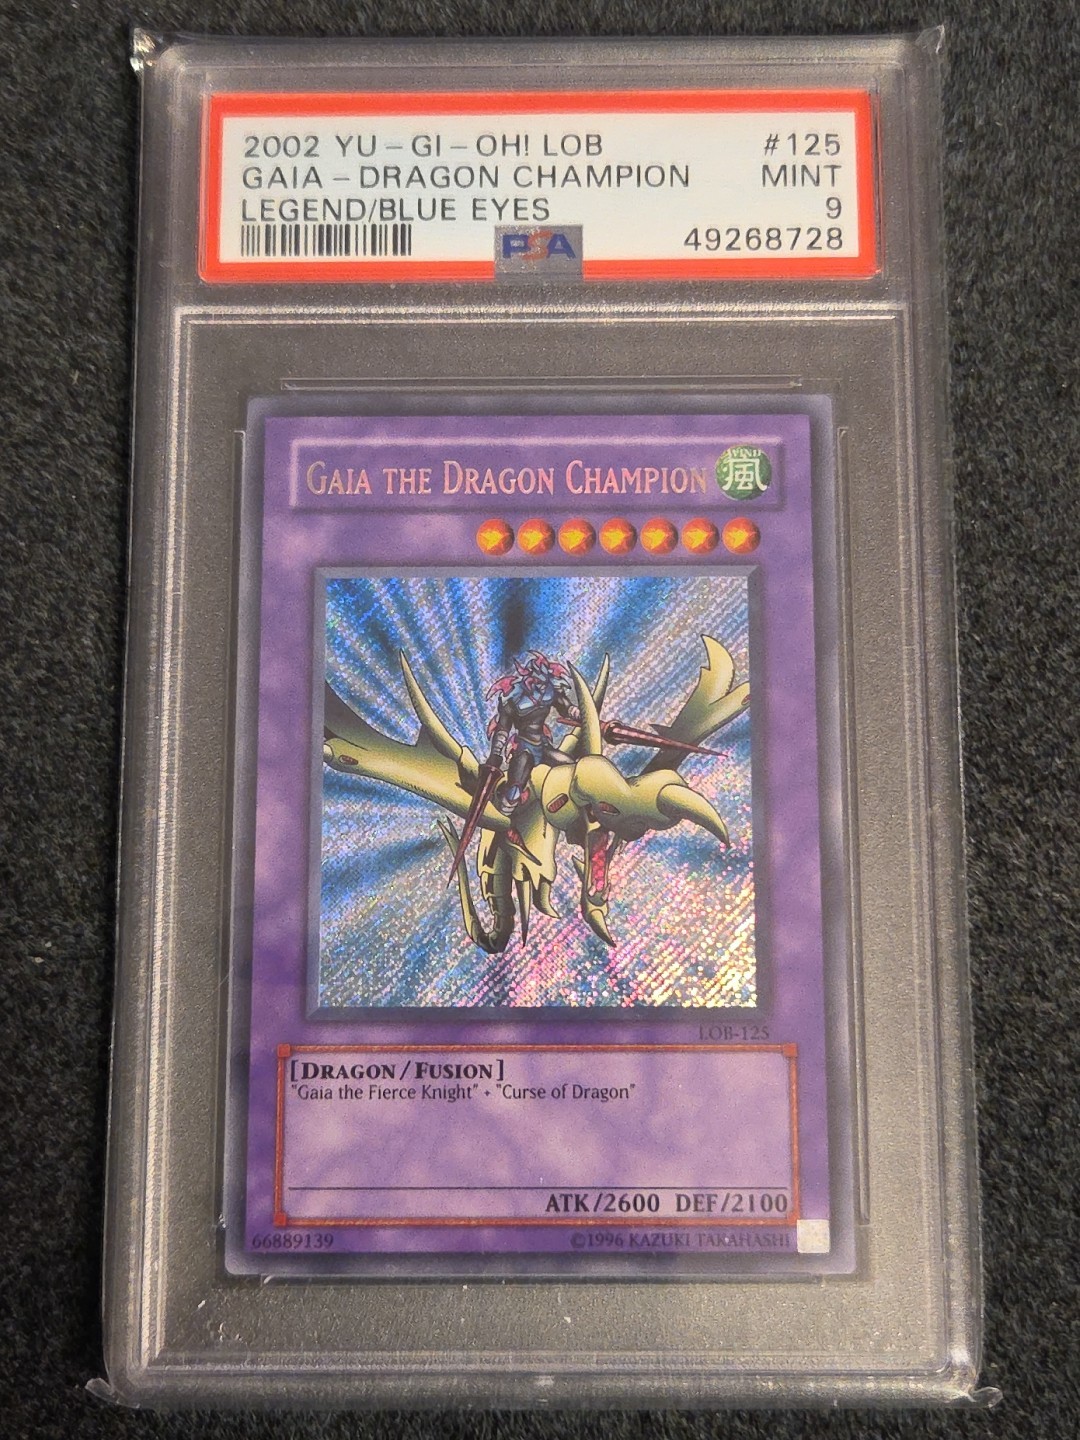 2002 YU-GI-OH! LOB #125
GAIA-DRAGON CHAMPION MINT
LEGEND/BLUE EYES 9
PSA 49268728
GAIA THE DRAGON CHAMPION WIND 風
LOB-125
[DRAGON/FUSION]
"Gaia the Fierce Knight" + "Curse of Dragon"
ATK/2600 DEF/2100
66889139 ©1996 KAZUKI TAKAHASHI